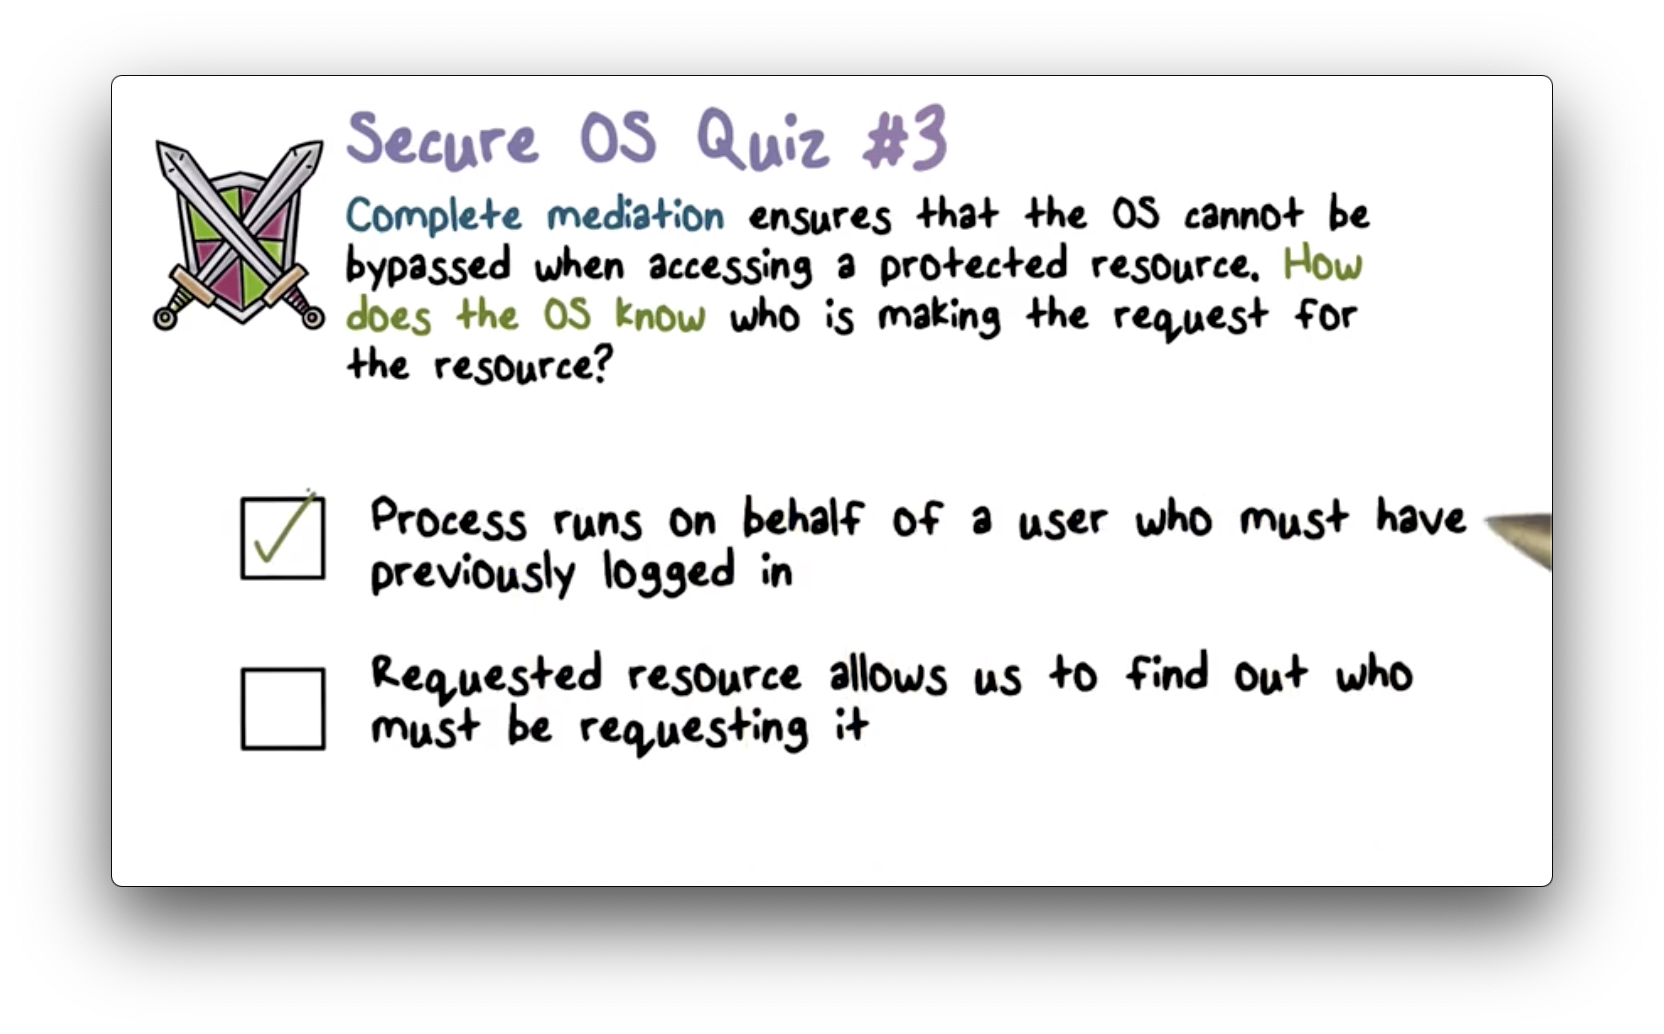 Secure OS Quiz #3
Complete mediation ensures that the OS cannot be
bypassed when accessing a protected resource. How
does the OS know who is making the request for
the resource?
Process runs on behalf of a user who must have
previously logged in
Requested resource allows us to find out who
must be requesting it